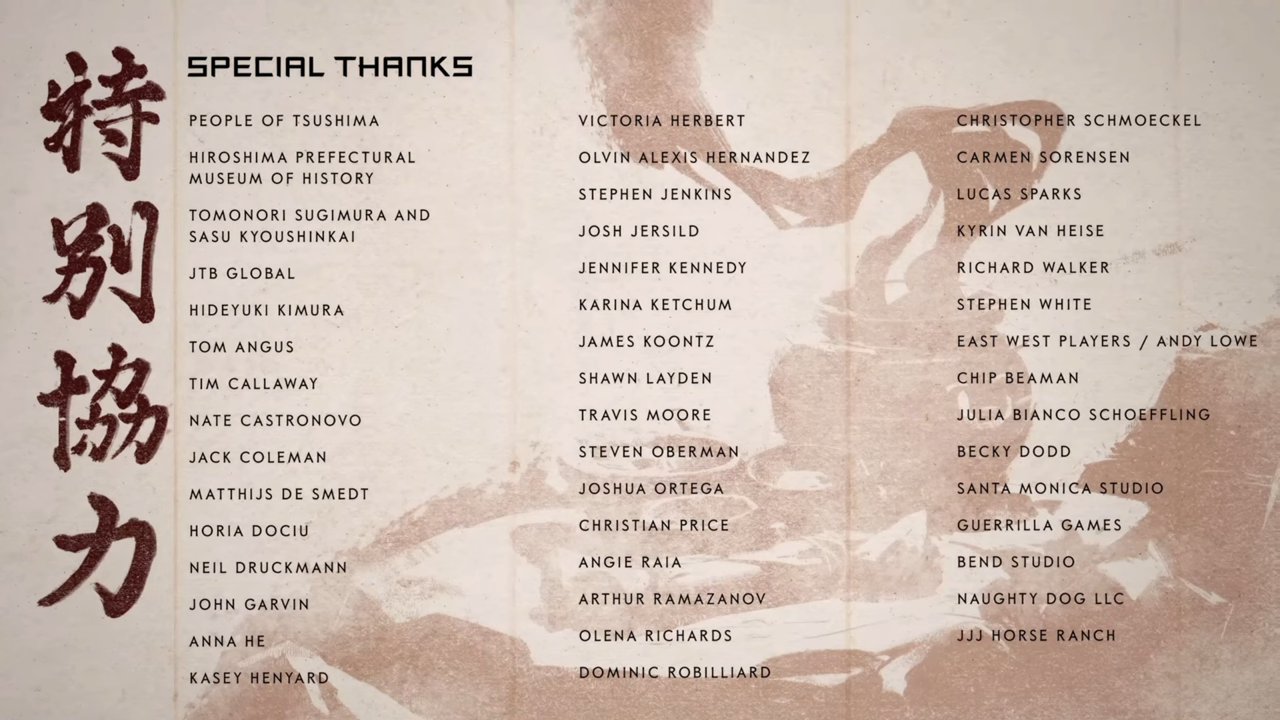 特別協力
SPECIAL THANKS
PEOPLE OF TSUSHIMA
HIROSHIMA PREFECTURAL
MUSEUM OF HISTORY
TOMONORI SUGIMURA AND
SASU KYOUSHINKAI
JTB GLOBAL
HIDEYUKI KIMURA
TOM ANGUS
TIM CALLAWAY
NATE CASTRONOVO
JACK COLEMAN
MATTHIJS DE SMEDT
HORIA DOCIU
NEIL DRUCKMANN
JOHN GARVIN
ANNA HE
KASEY HENYARD
VICTORIA HERBERT
OLVIN ALEXIS HERNANDEZ
STEPHEN JENKINS
JOSH JERSILD
JENNIFER KENNEDY
KARINA KETCHUM
JAMES KOONTZ
SHAWN LAYDEN
TRAVIS MOORE
STEVEN OBERMAN
JOSHUA ORTEGA
CHRISTIAN PRICE
ANGIE RAIA
ARTHUR RAMAZANOV
OLENA RICHARDS
DOMINIC ROBILLIARD
CHRISTOPHER SCHMOECKEL
CARMEN SORENSEN
LUCAS SPARKS
KYRIN VAN HEISE
RICHARD WALKER
STEPHEN WHITE
EAST WEST PLAYERS / ANDY LOWE
CHIP BEAMAN
JULIA BIANCO SCHOEFFLING
BECKY DODD
SANTA MONICA STUDIO
GUERRILLA GAMES
BEND STUDIO
NAUGHTY DOG LLC
JJJ HORSE RANCH